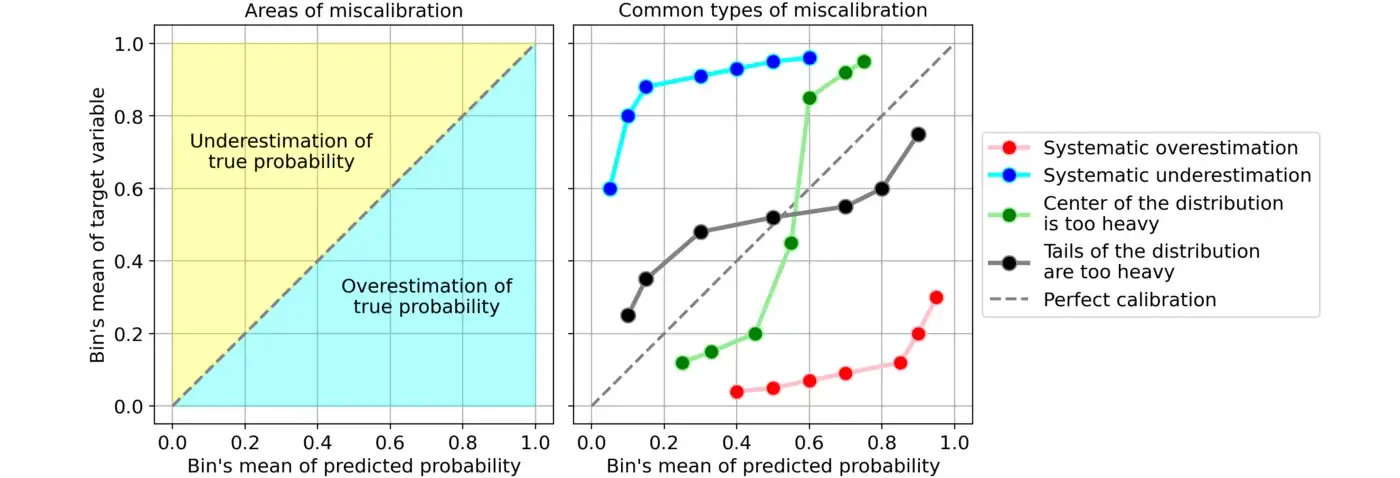 Areas of miscalibration
Bin's mean of target variable
1.0
0.8
0.6
0.4
0.2
0.0
Underestimation of
true probability
Overestimation of
true probability
0.0 0.2 0.4 0.6 0.8 1.0
Bin's mean of predicted probability
Common types of miscalibration
0.0 0.2 0.4 0.6 0.8 1.0
Bin's mean of predicted probability
Systematic overestimation
Systematic underestimation
Center of the distribution
is too heavy
Tails of the distribution
are too heavy
Perfect calibration